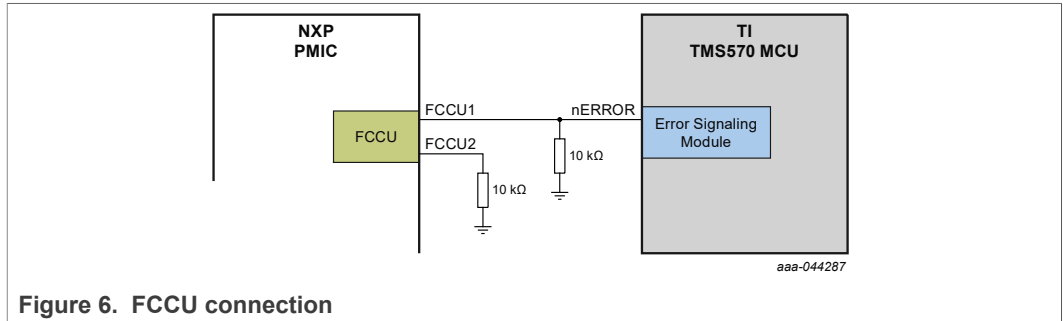 NXP
PMIC
TI
TMS570 MCU
FCCU1
nERROR
FCCU
Error Signaling
Module
FCCU2
10 kΩ
10 kΩ
aaa-044287
Figure 6. FCCU connection